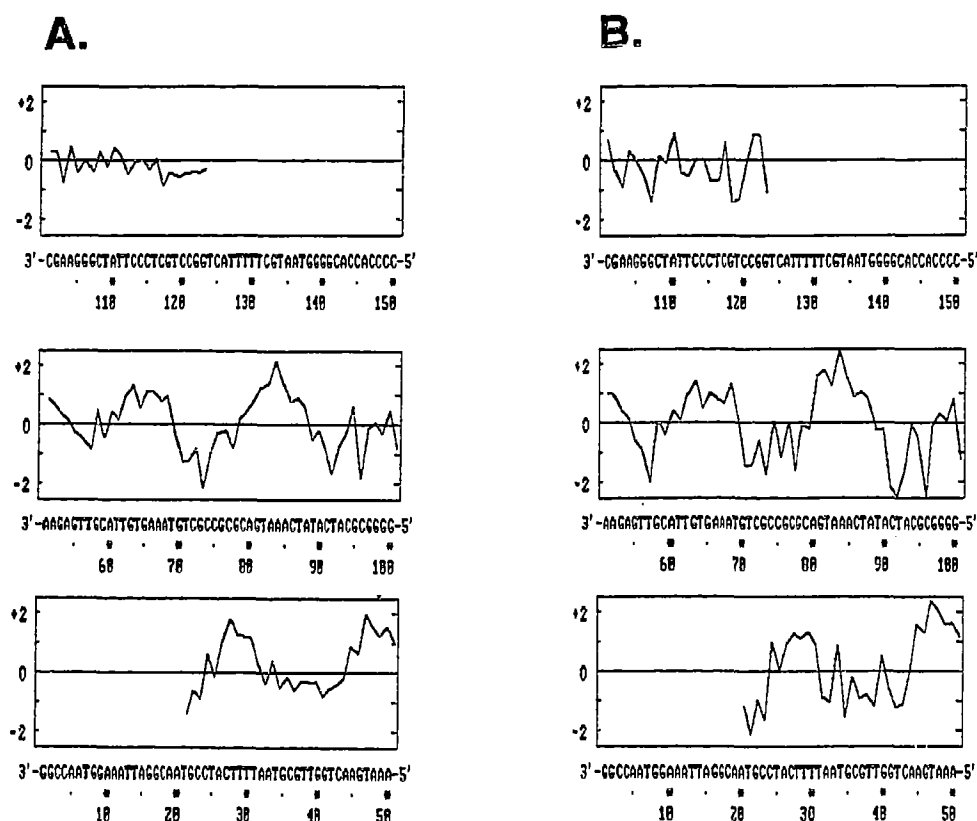 A.
+2
0
-2
3'-CGAAGGGCTATTCCCTCGTCCGGTCATTTTTCGTAATGGGGCACCACCCC-5'
110 120 130 140 150
+2
0
-2
3'-AAGAGTTGCATTGTGAAATGTCGCCGCGCAGTAAACTATACTACGCGGGG-5'
60 70 80 90 100
+2
0
-2
3'-GGCCAATGGAAATTAGGCAATGCCTACTTTTAATGCGTTGGTCAAGTAAA-5'
10 20 30 40 50
B.
+2
0
-2
3'-CGAAGGGCTATTCCCTCGTCCGGTCATTTTTCGTAATGGGGCACCACCCC-5'
110 120 130 140 150
+2
0
-2
3'-AAGAGTTGCATTGTGAAATGTCGCCGCGCAGTAAACTATACTACGCGGGG-5'
60 70 80 90 100
+2
0
-2
3'-GGCCAATGGAAATTAGGCAATGCCTACTTTTAATGCGTTGGTCAAGTAAA-5'
10 20 30 40 50